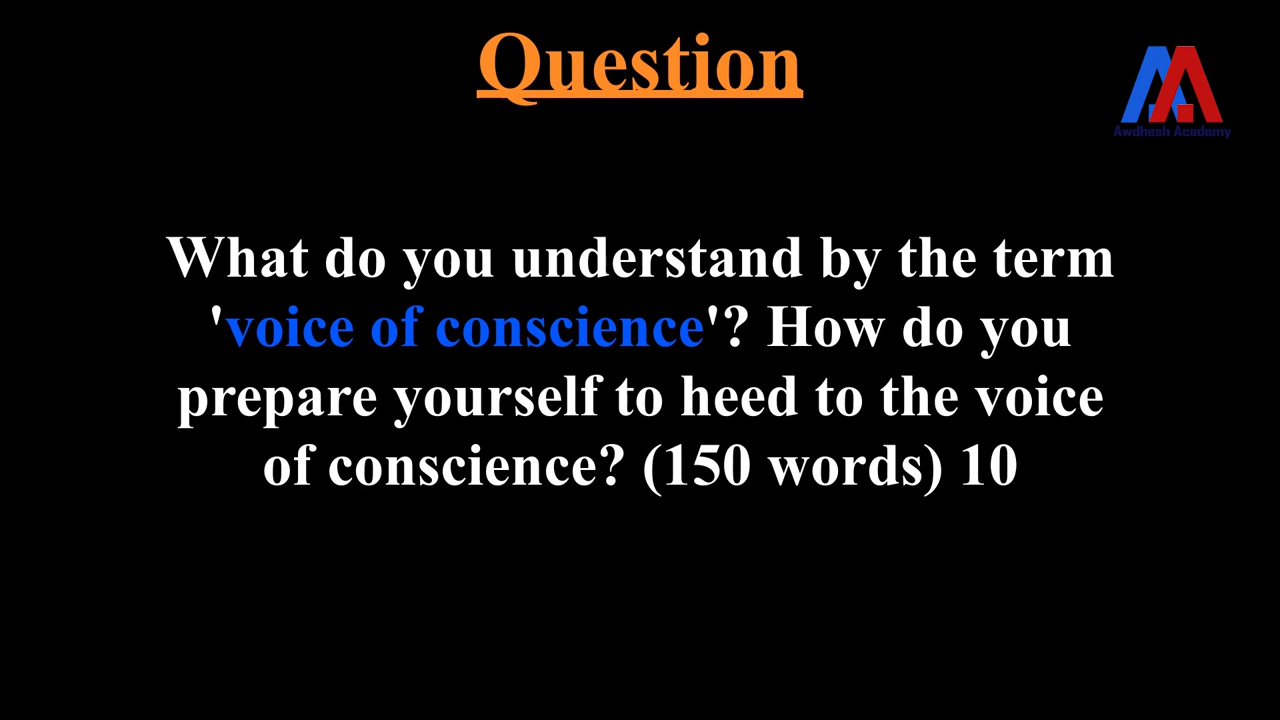 Question
Awdhesh Academy
What do you understand by the term
'voice of conscience'? How do you
prepare yourself to heed to the voice
of conscience? (150 words) 10